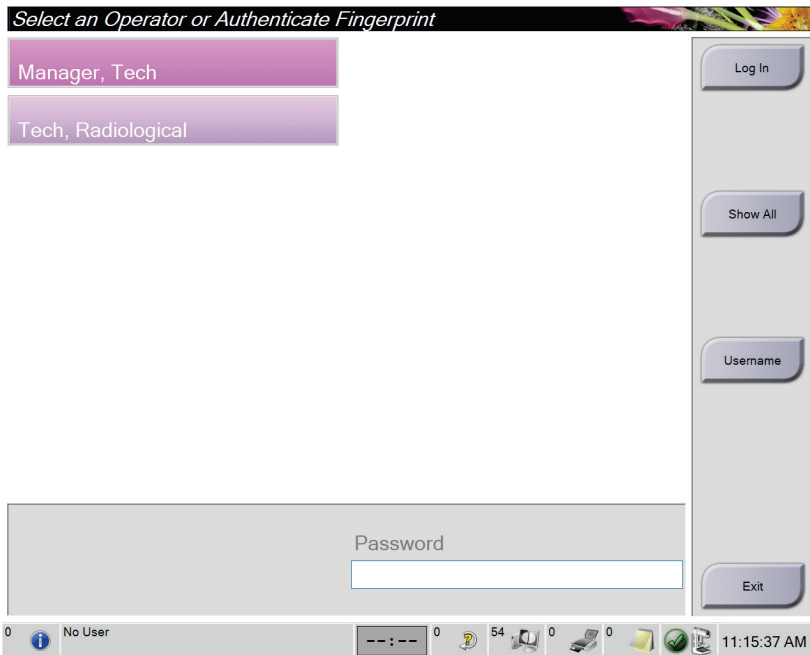 Select an Operator or Authenticate Fingerprint
Manager, Tech
Log In
Tech, Radiological
Show All
Username
Password
Exit
0 No User --:-- 0 54 0 0 11:15:37 AM